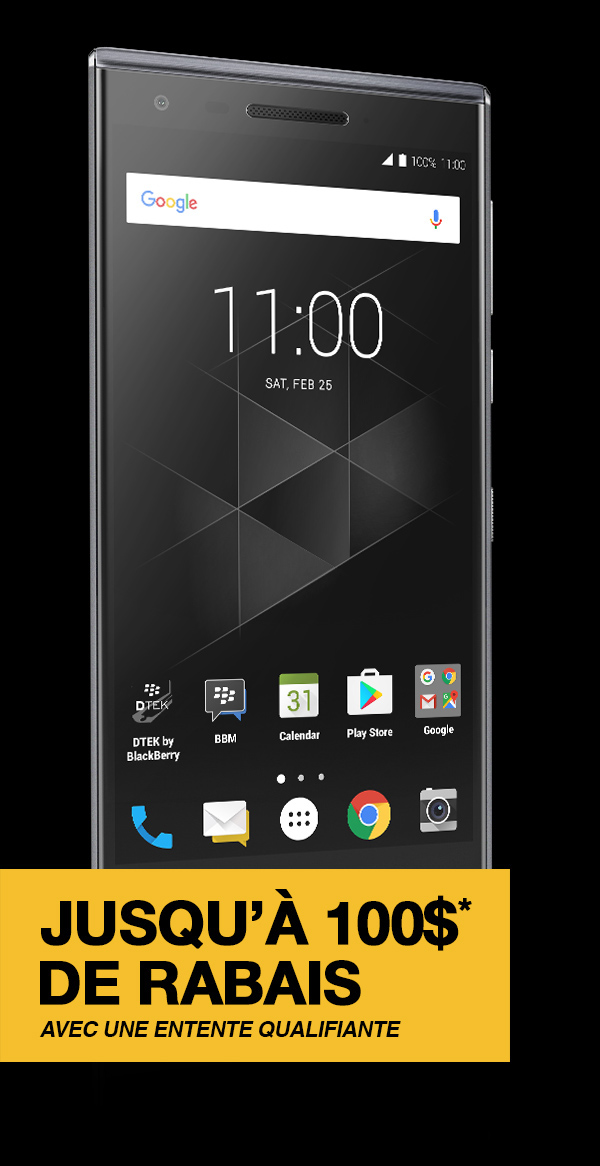 100% 11:00
Google
11:00
SAT, FEB 25
DTEK
31
DTEK by
BlackBerry
BBM
Calendar
Play Store
Google
JUSQU'À 100$*
DE RABAIS
AVEC UNE ENTENTE QUALIFIANTE